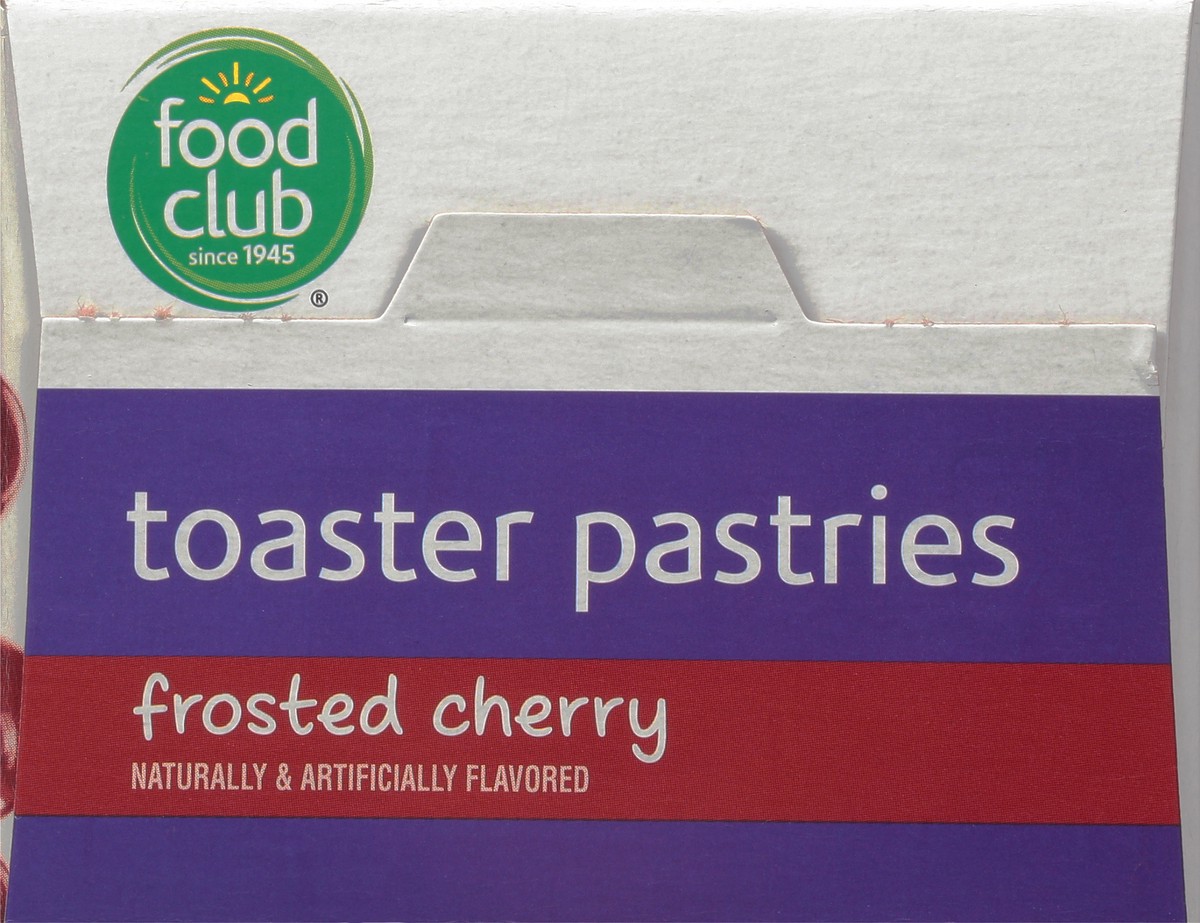 food
club
since 1945
®
toaster pastries
frosted cherry
NATURALLY & ARTIFICIALLY FLAVORED